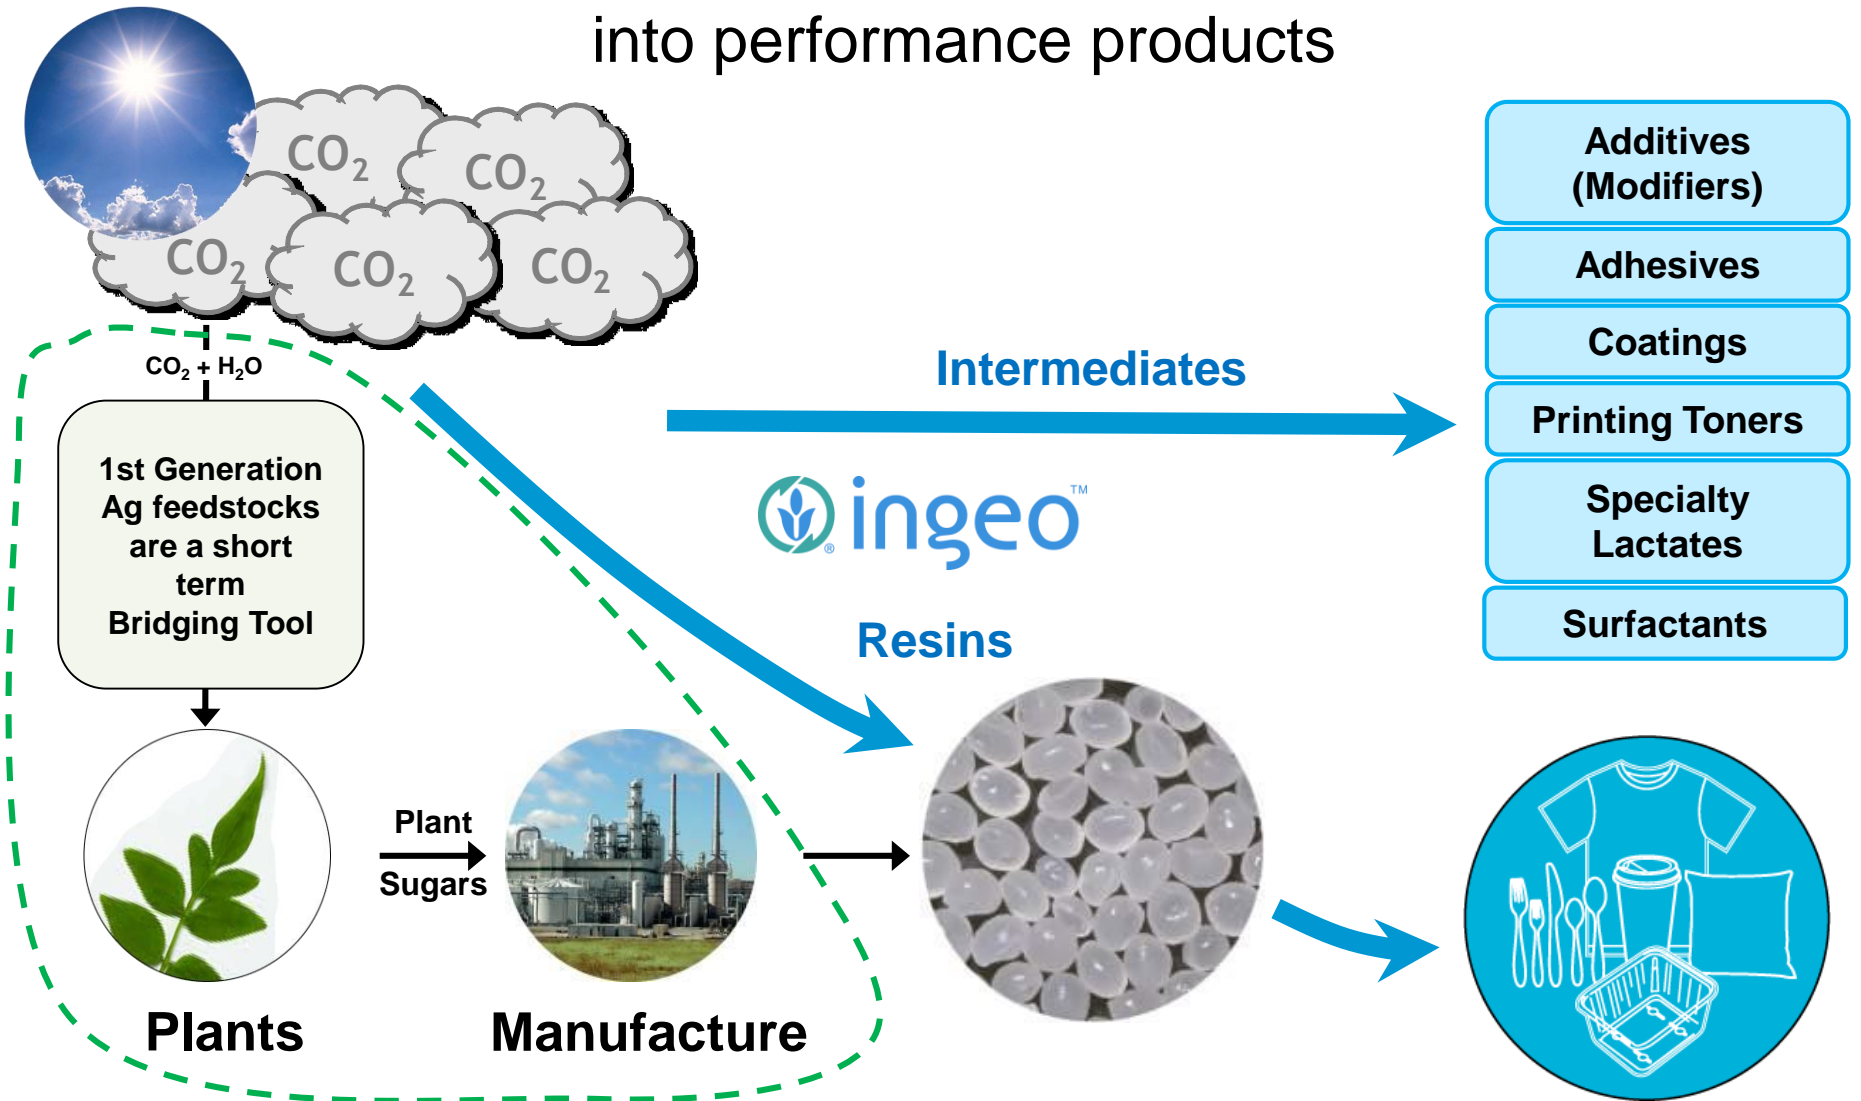 into performance products
CO₂
CO₂
CO₂
CO₂
CO₂
CO₂ + H₂O
1st Generation
Ag feedstocks
are a short
term
Bridging Tool
Plant
Sugars
Plants
Manufacture
Intermediates
ingeo™
®
Resins
Additives
(Modifiers)
Adhesives
Coatings
Printing Toners
Specialty
Lactates
Surfactants